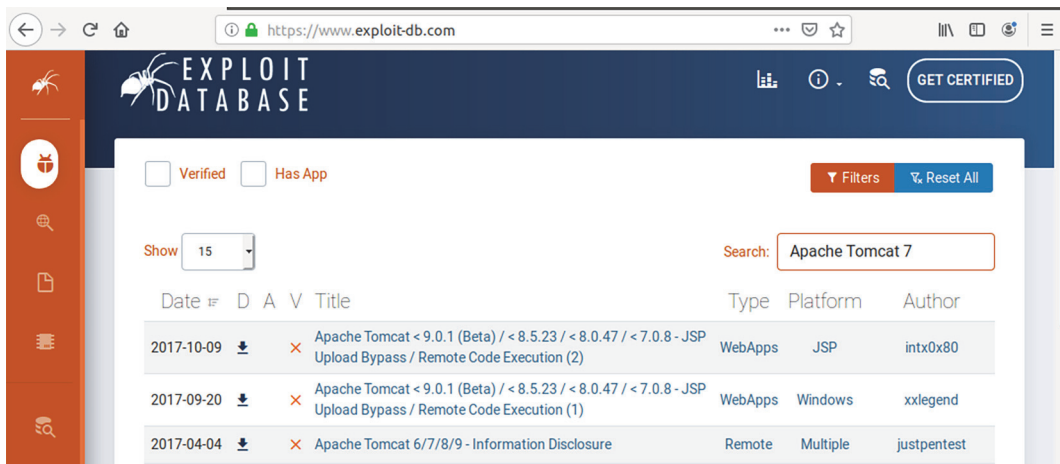 https://www.exploit-db.com
EXPLOIT
DATABASE
GET CERTIFIED
Verified
Has App
Filters
Reset All
Show 15
Search: Apache Tomcat 7
Date D A V Title Type Platform Author
2017-10-09 Apache Tomcat < 9.0.1 (Beta) / < 8.5.23 / < 8.0.47 / < 7.0.8 - JSP
Upload Bypass / Remote Code Execution (2) WebApps JSP intx0x80
2017-09-20 Apache Tomcat < 9.0.1 (Beta) / < 8.5.23 / < 8.0.47 / < 7.0.8 - JSP
Upload Bypass / Remote Code Execution (1) WebApps Windows xxlegend
2017-04-04 Apache Tomcat 6/7/8/9 - Information Disclosure Remote Multiple justpentest